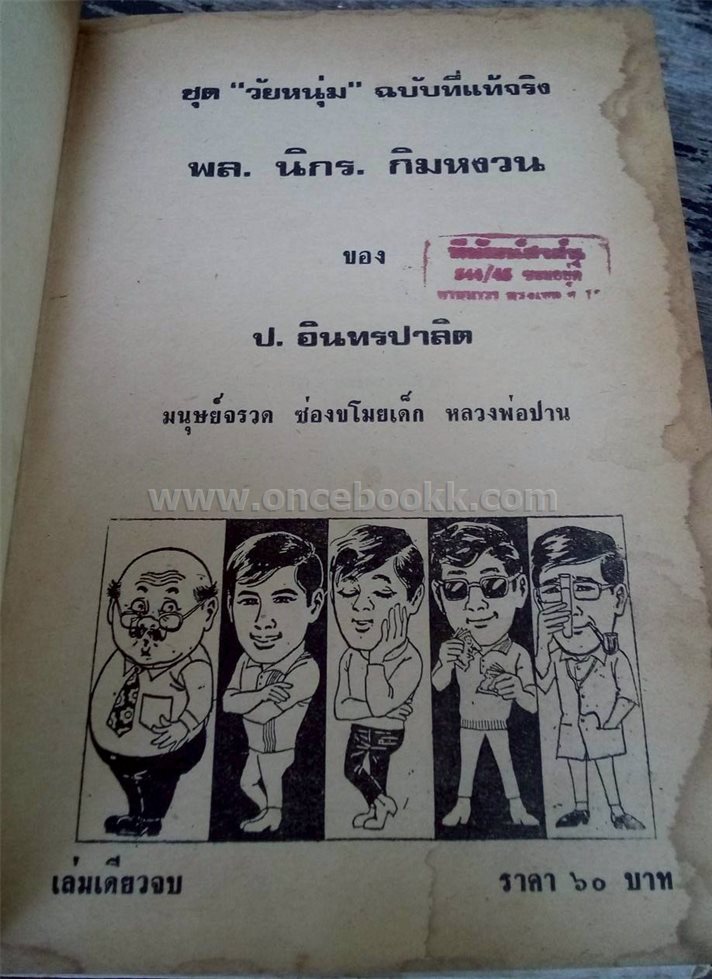 ชุด "วัยหนุ่ม" ฉบับที่แท้จริง
พล. นิกร. กิมหงวน
ของ
544/45
ป. อินทรปาลิต
มนุษย์จรวด ซ่องขโมยเด็ก หลวงพ่อปาน
www.oncebookk.com
เล่มเดียวจบ
ราคา ๖๐ บาท